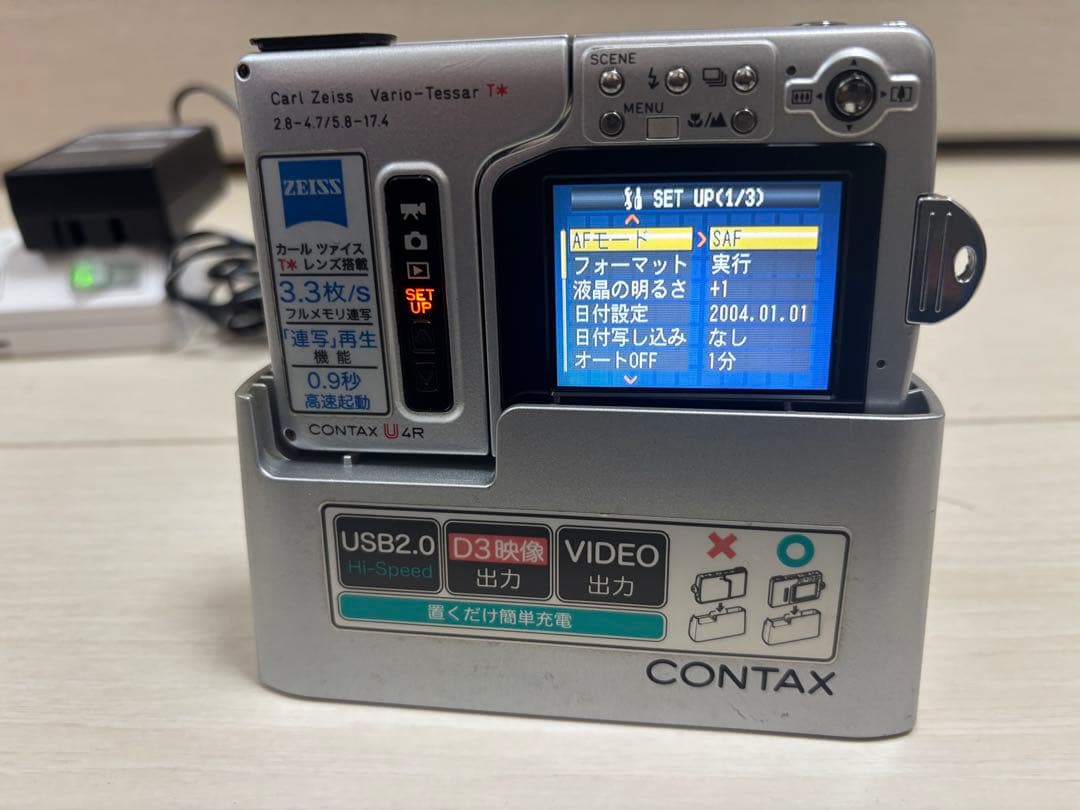 Carl Zeiss Vario-Tessar T*
2.8-4.7/5.8-17.4
ZEISS
カール ツァイス
T* レンズ搭載
3.3枚/S
フルメモリ連写
「連写」再生
機能
0.9秒
高速起動
SET
UP
CONTAX U4R
SCENE
MENU
SET UP(1/3)
AFモード SAF
フォーマット 実行
液晶の明るさ +1
日付設定 2004.01.01
日付写し込み なし
オートOFF 1分
USB2.0
Hi-Speed
D3映像
出力
VIDEO
出力
置くだけ簡単充電
CONTAX